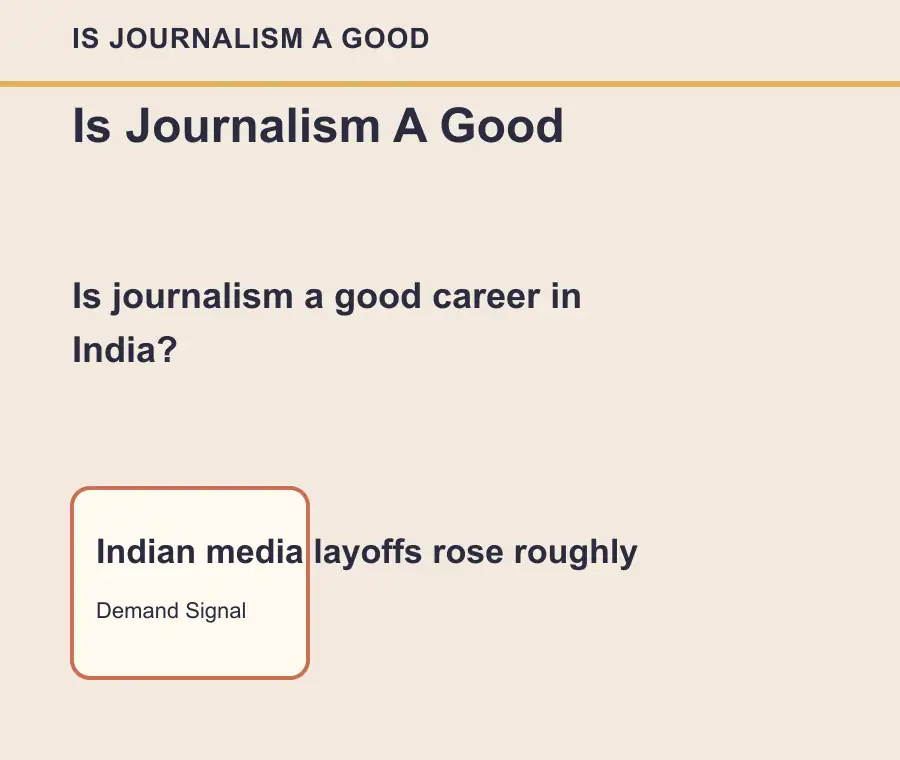 IS JOURNALISM A GOOD
Is Journalism A Good
Is journalism a good career in
India?
Indian media layoffs rose roughly
Demand Signal